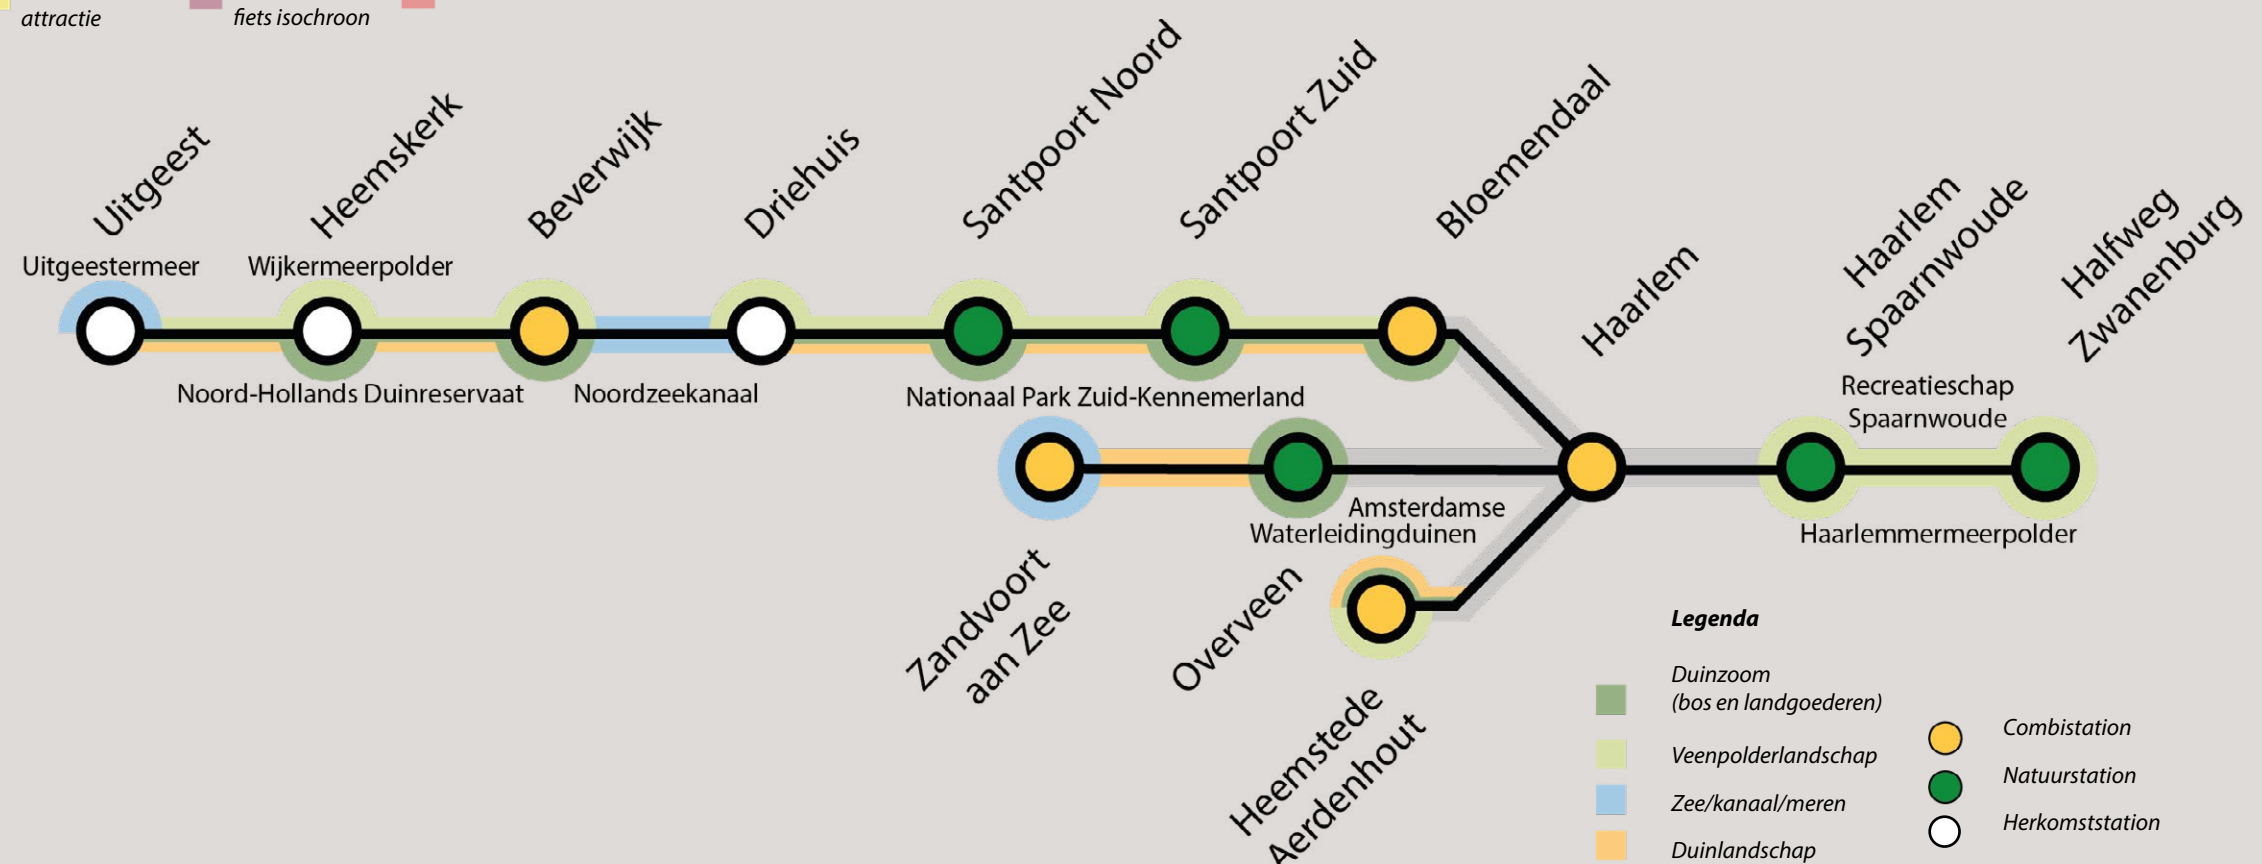 attractie
fiets isochroon
Uitgeest
Heemskerk
Beverwijk
Driehuis
Santpoort Noord
Santpoort Zuid
Bloemendaal
Haarlem
Haarlem
Spaarnwoude
Halfweg
Zwanenburg
Uitgeestermeer
Wijkermeerpolder
Noord-Hollands Duinreservaat
Noordzeekanaal
Nationaal Park Zuid-Kennemerland
Recreatieschap
Spaarnwoude
Amsterdamse
Waterleidingduinen
Haarlemmermeerpolder
Zandvoort
aan Zee
Overveen
Heemstede
Aerdenhout
Legenda
Duinzoom
(bos en landgoederen)
Veenpolderlandschap
Zee/kanaal/meren
Duinlandschap
Combistation
Natuurstation
Herkomststation